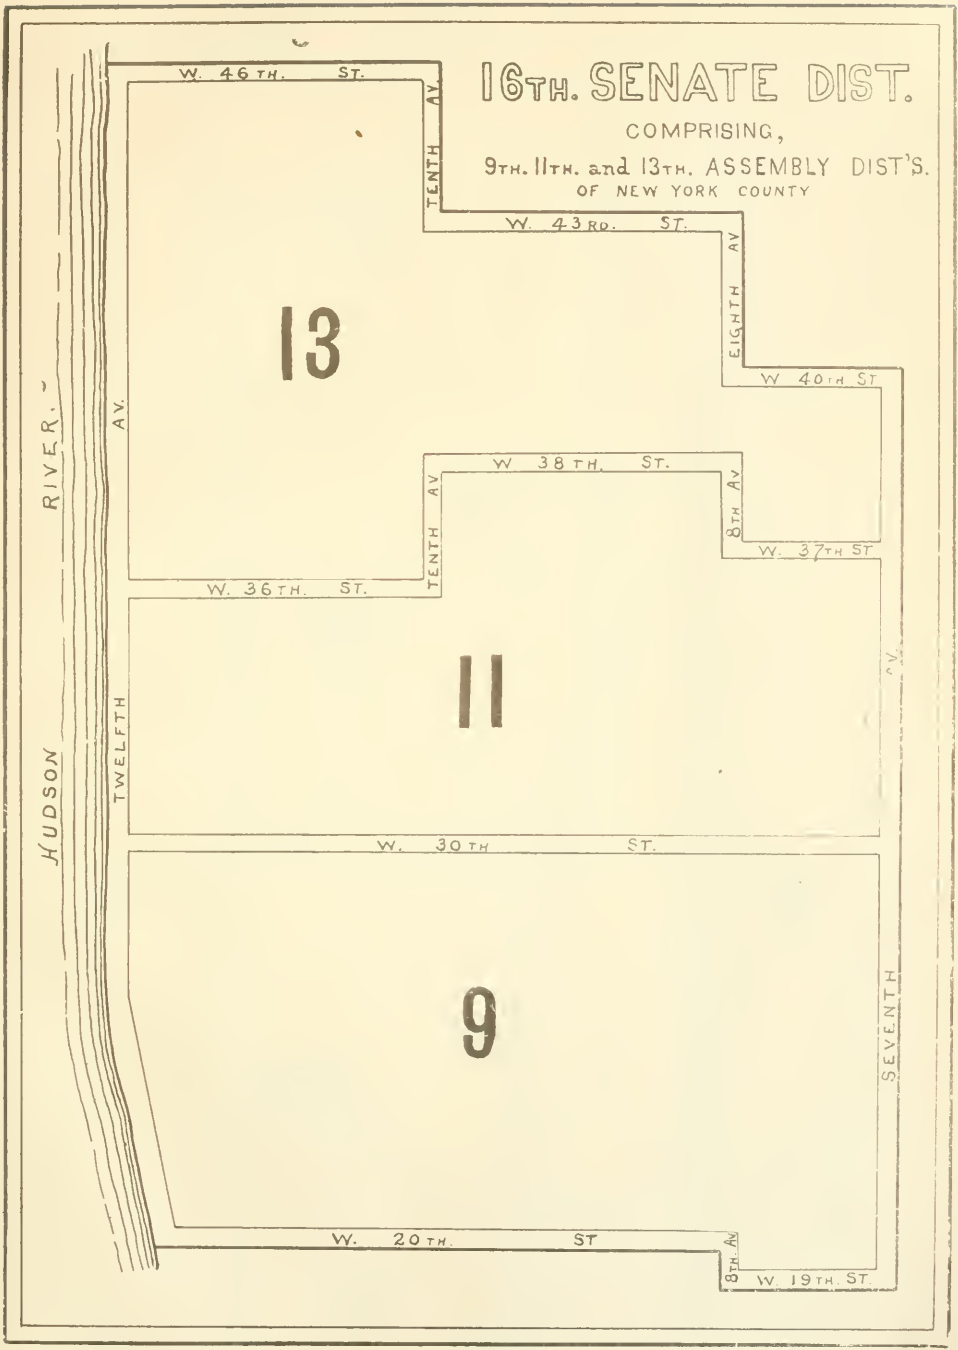 16TH. SENATE DIST.
COMPRISING,
9TH. 11TH. and 13TH. ASSEMBLY DIST'S.
OF NEW YORK COUNTY
W. 46TH. ST.
TENTH AV
W. 43RD. ST.
EIGHTH AV
W 40TH ST
13
AV.
RIVER.
W 38TH. ST.
TENTH AV
8TH AV
W. 37TH ST
W. 36TH. ST.
11
AV.
TWELFTH
HUDSON
W. 30TH ST.
9
SEVENTH
W. 20TH. ST
8TH. AV
W. 19TH. ST.